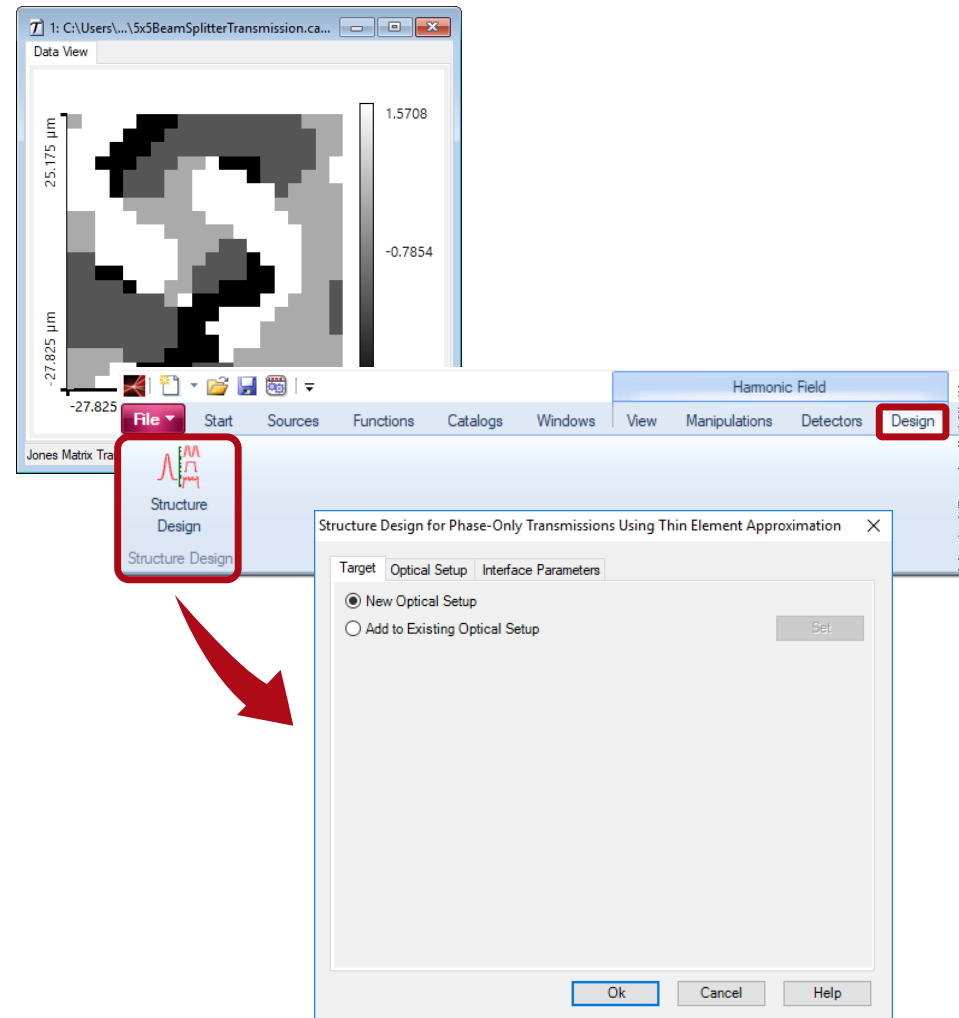 1: C:\Users\...\5x5BeamSplitterTransmission.ca...
Data View
1.5708
25.175 µm
-0.7854
-27.825 µm
-27.825
Harmonic Field
File
Start
Sources
Functions
Catalogs
Windows
View
Manipulations
Detectors
Design
Jones Matrix Tra
Structure
Design
Structure Design
Structure Design for Phase-Only Transmissions Using Thin Element Approximation
Target
Optical Setup
Interface Parameters
New Optical Setup
Add to Existing Optical Setup
Set
Ok
Cancel
Help